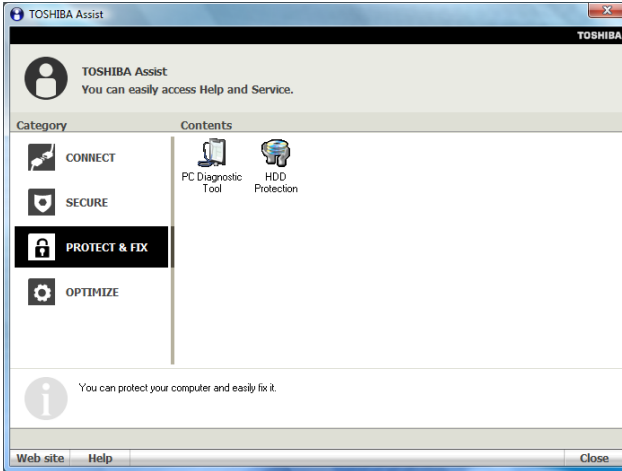 TOSHIBA Assist
TOSHIBA
TOSHIBA Assist
You can easily access Help and Service.
Category
Contents
CONNECT
SECURE
PROTECT & FIX
OPTIMIZE
PC Diagnostic
Tool
HDD
Protection
You can protect your computer and easily fix it.
Web site
Help
Close